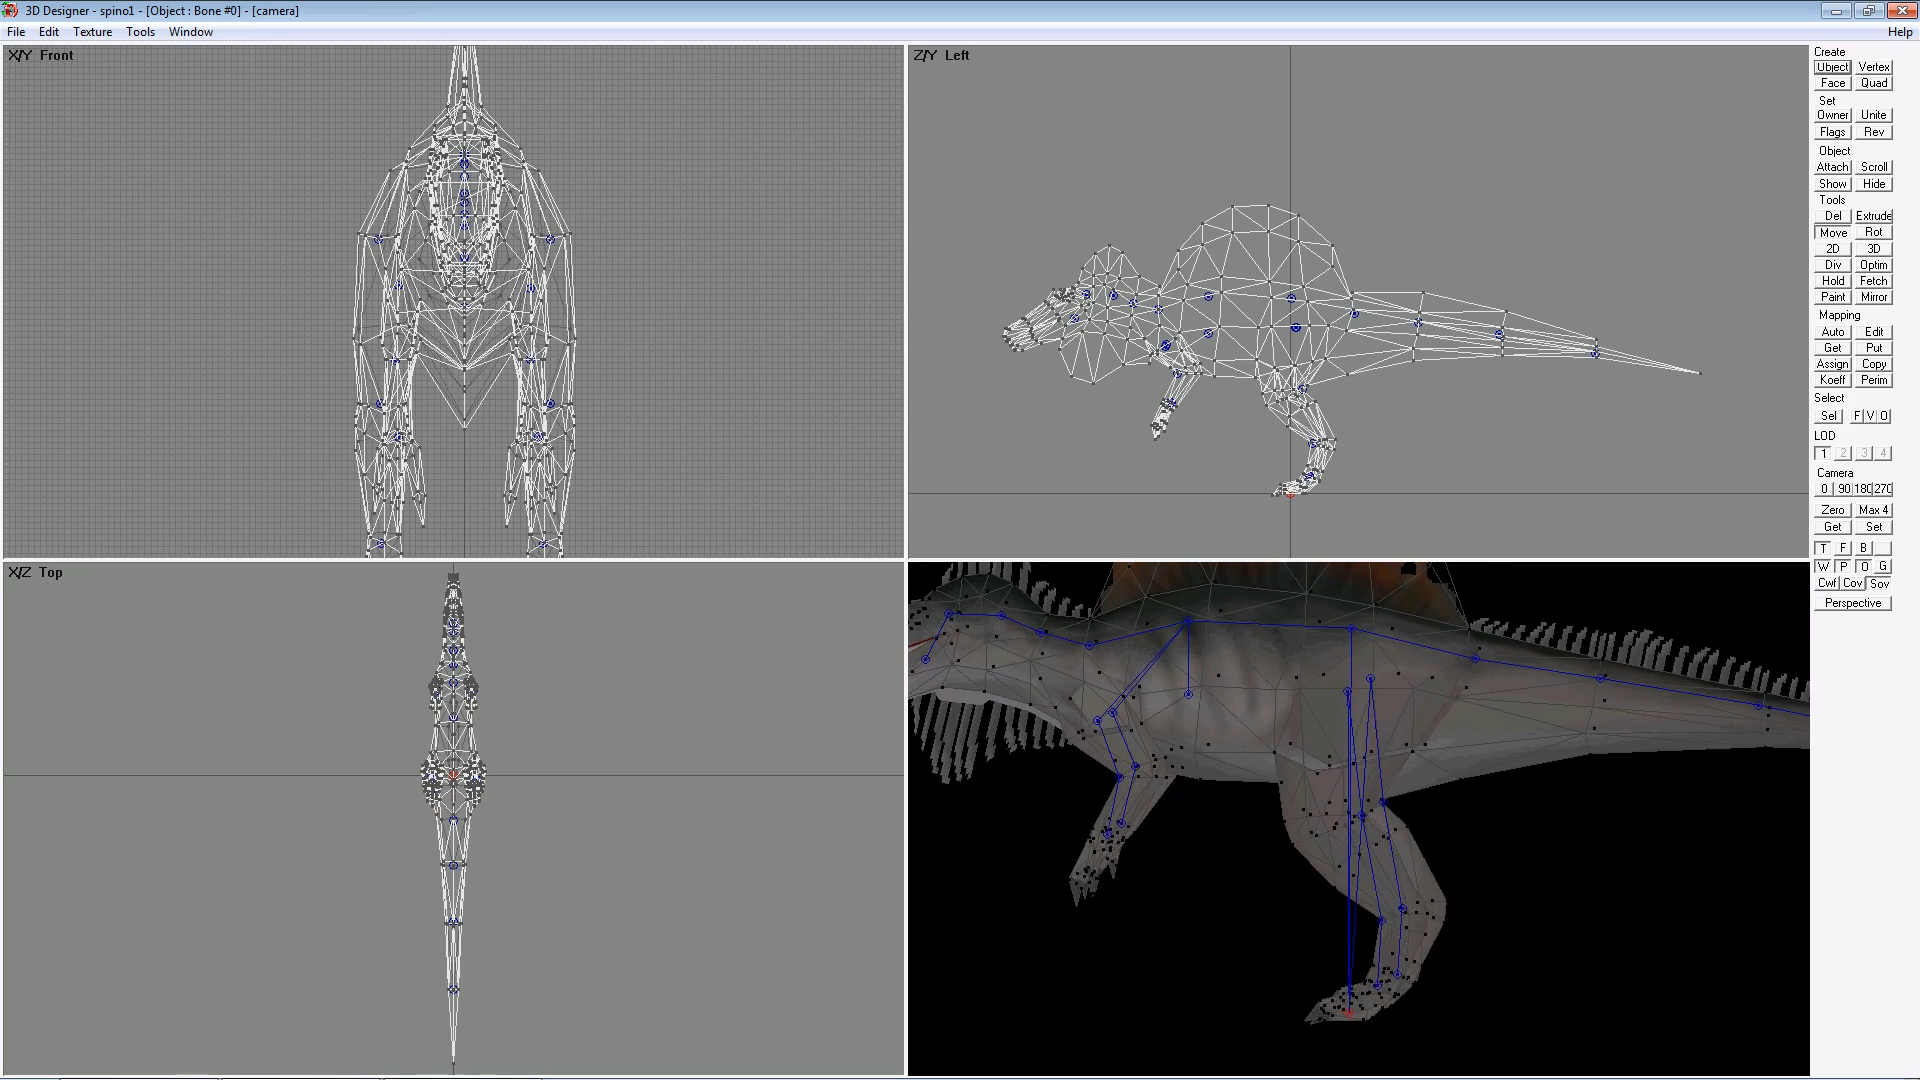 3D Designer - spino1 - [Object : Bone #0] - [camera]
File Edit Texture Tools Window Help
X/Y Front
Z/Y Left
X/Z Top
Create
Object Vertex
Face Quad
Set
Owner Unite
Flags Rev
Object
Attach Scroll
Show Hide
Tools
Del Extrude
Move Rot
2D 3D
Div Optim
Hold Fetch
Paint Mirror
Mapping
Auto Edit
Get Put
Assign Copy
Koeff Perim
Select
Sel F V O
LOD
1 2 3 4
Camera
0 90 180 270
Zero Max 4
Get Set
T F B
W P O G
Cwf Cov Sov
Perspective